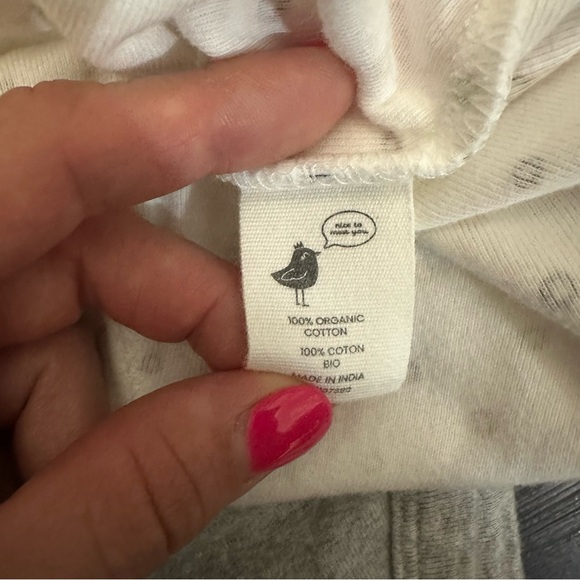 nice to
meet you
100% ORGANIC
COTTON
100% COTON
BIO
MADE IN INDIA